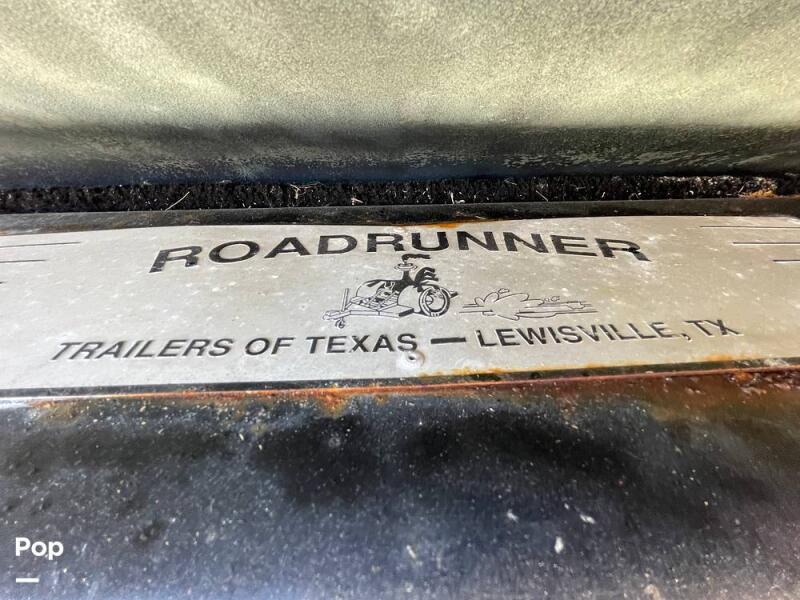 ROADRUNNER
TRAILERS OF TEXAS — LEWISVILLE, TX
Pop